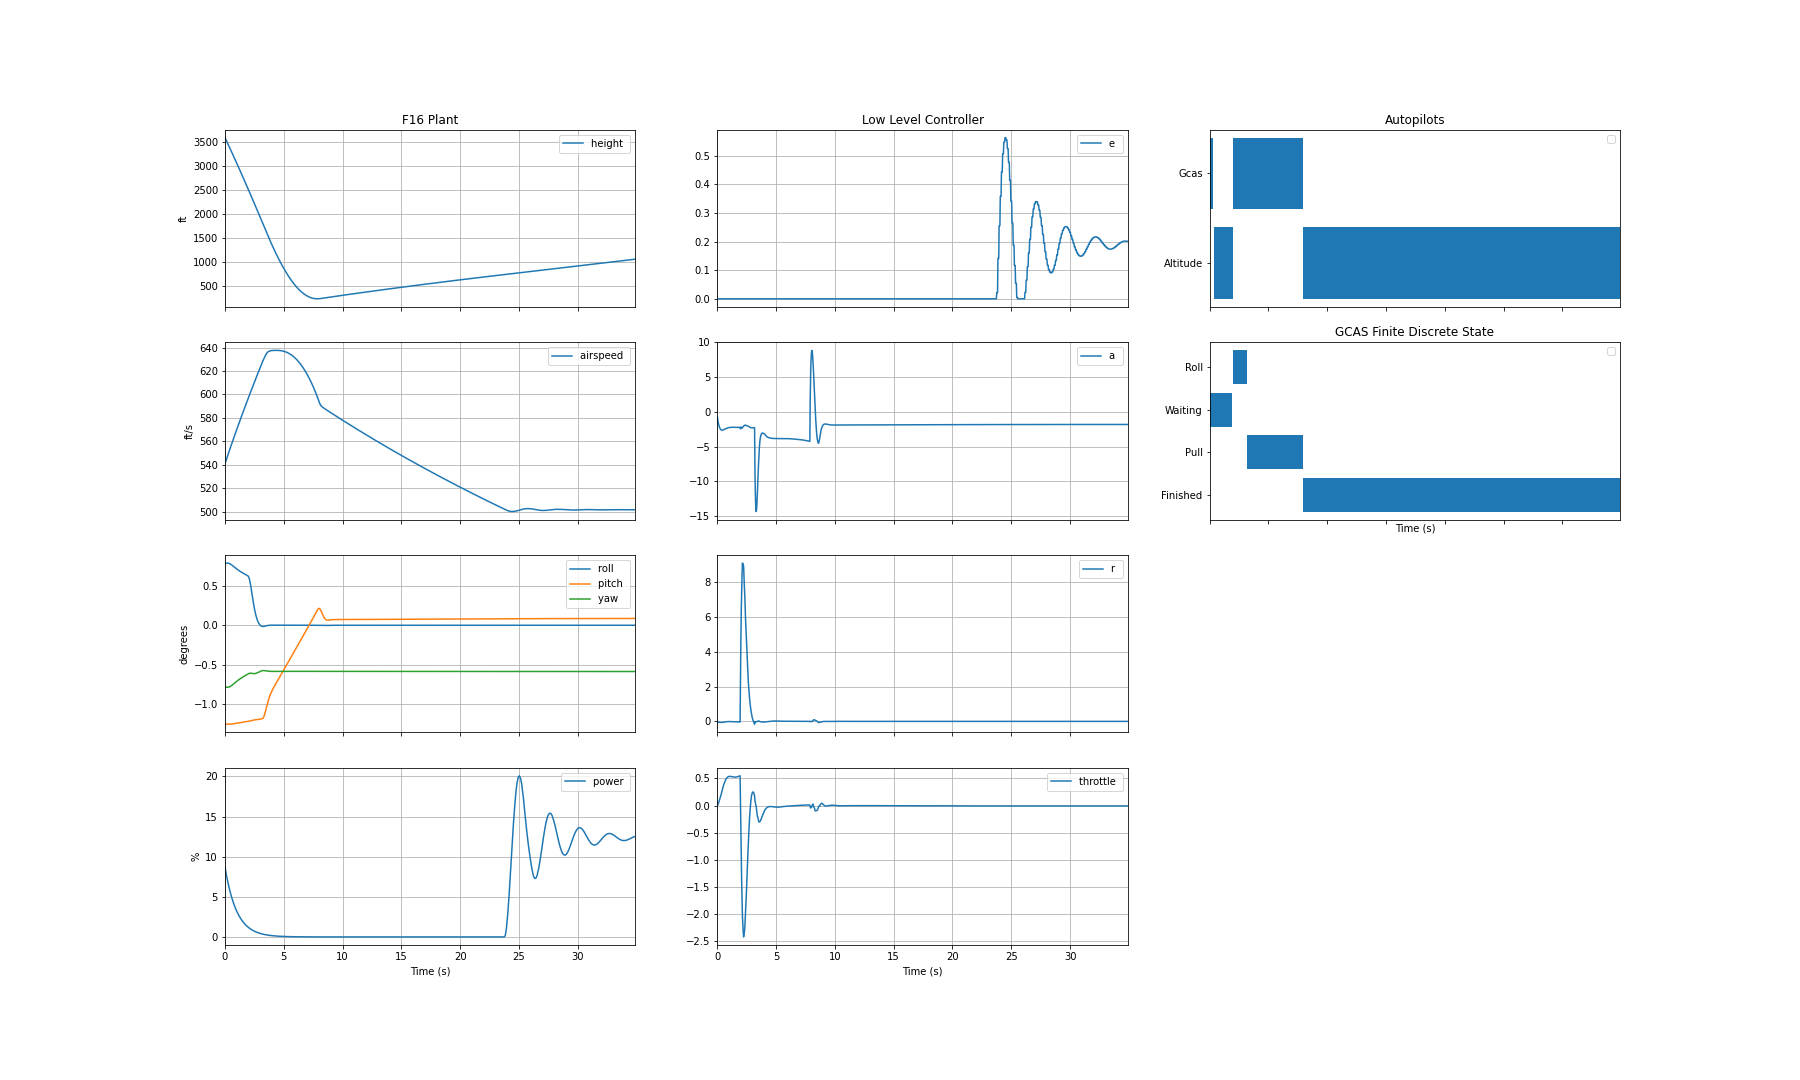 F16 Plant
3500
3000
2500
2000
1500
1000
500
ft
height
640
620
600
580
560
540
520
500
ft/s
airspeed
0.5
0.0
−0.5
−1.0
degrees
roll
pitch
yaw
20
15
10
5
0
%
power
0 5 10 15 20 25 30
Time (s)
Low Level Controller
0.5
0.4
0.3
0.2
0.1
0.0
e
10
5
0
−5
−10
−15
a
8
6
4
2
0
r
0.5
0.0
−0.5
−1.0
−1.5
−2.0
−2.5
throttle
0 5 10 15 20 25 30
Time (s)
Autopilots
Gcas
Altitude
GCAS Finite Discrete State
Roll
Waiting
Pull
Finished
Time (s)